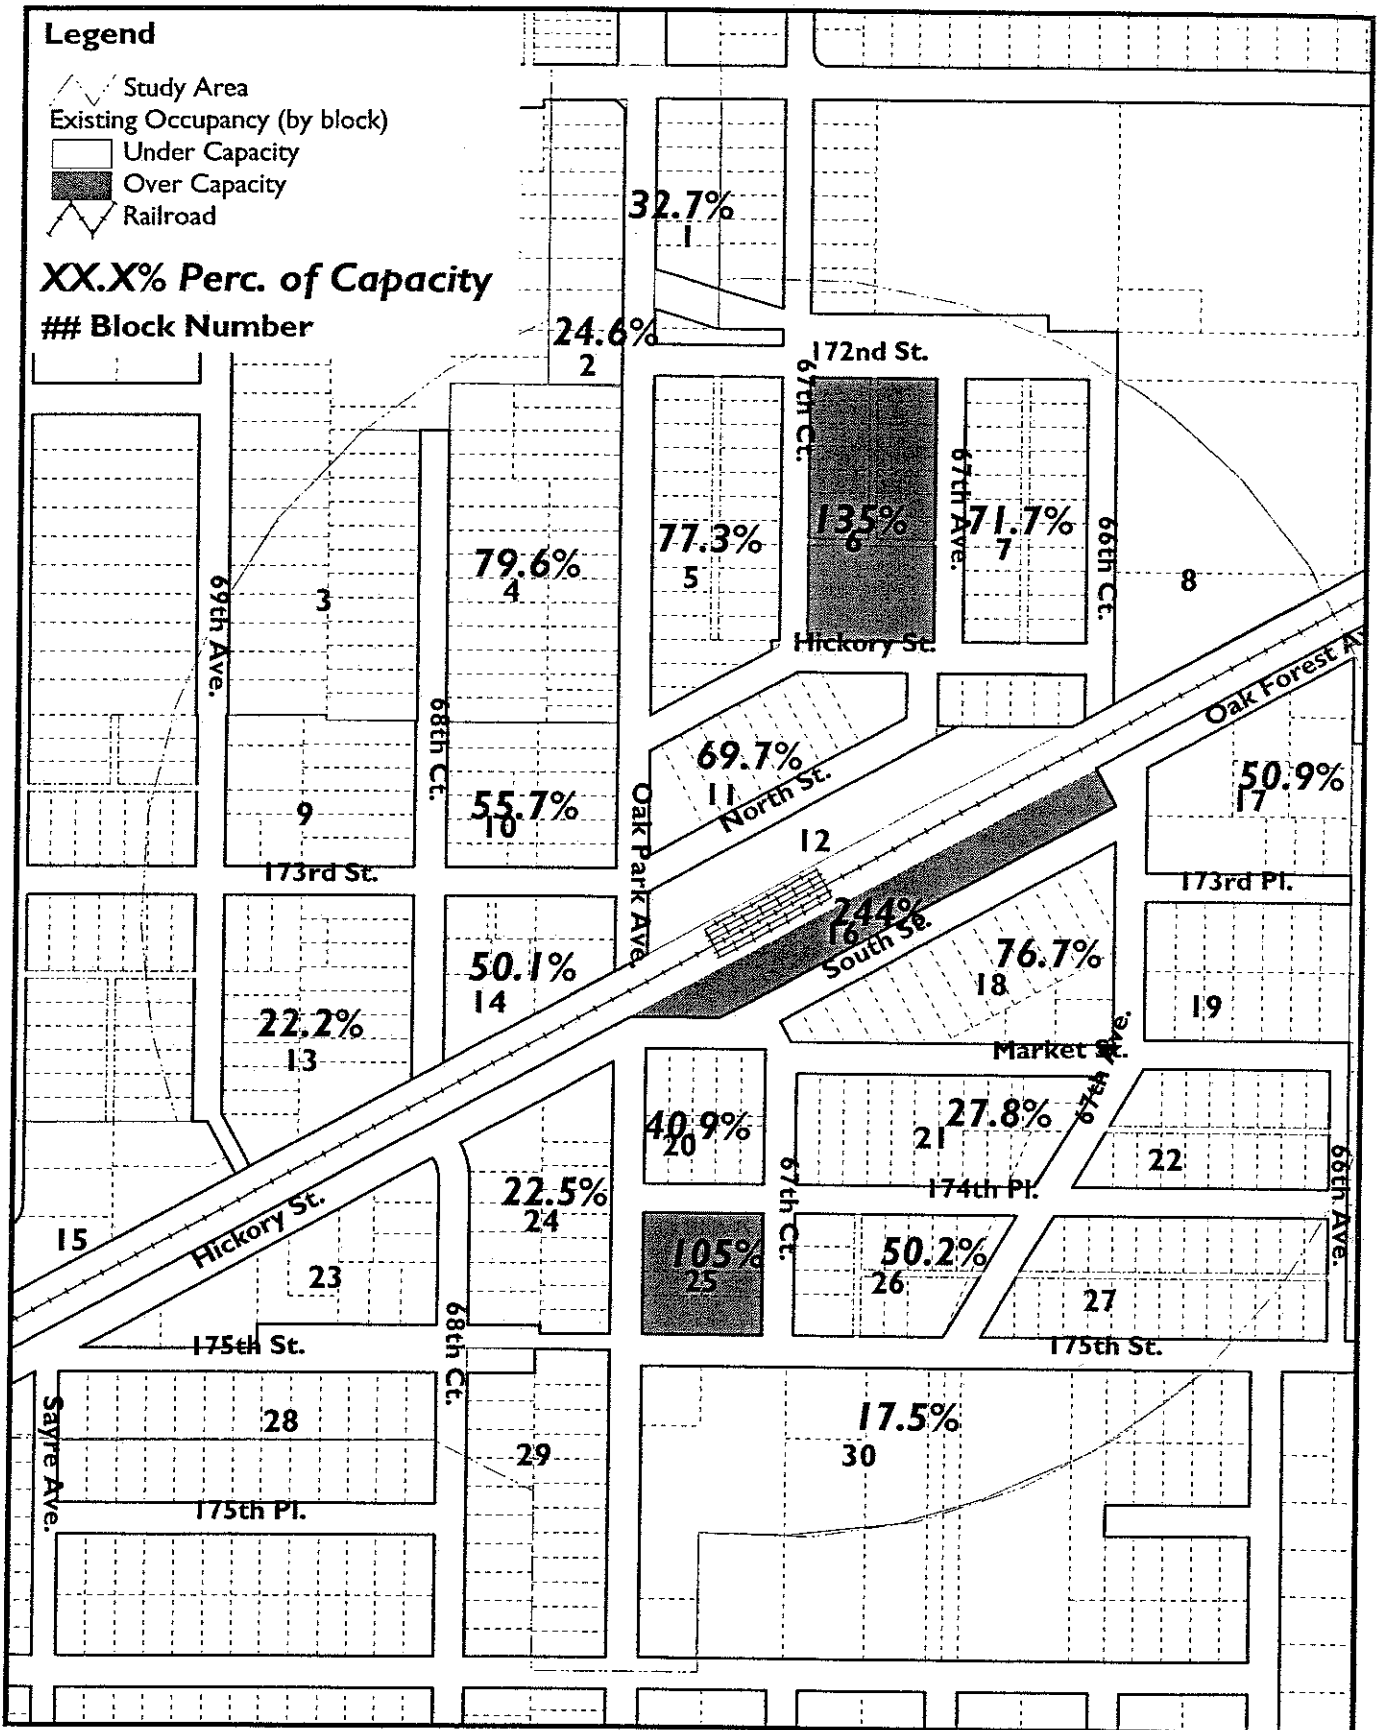 Legend
Study Area
Existing Occupancy (by block)
Under Capacity
Over Capacity
Railroad
XX.X% Perc. of Capacity
## Block Number
32.7%
1
24.6%
2
172nd St.
67th Ct.
67th Ave.
66th Ct.
79.6%
4
77.3%
5
135%
6
71.7%
7
8
3
69th Ave.
68th Ct.
Hickory St.
Oak Forest Av
69.7%
11
North St.
50.9%
17
9
55.7%
10
Oak Park Ave.
12
173rd St.
173rd Pl.
244%
16
South St.
76.7%
18
19
50.1%
14
22.2%
13
Market St.
67th Ave.
40.9%
20
27.8%
21
22
67th Ct.
174th Pl.
66th Ave.
22.5%
24
15
Hickory St.
23
105%
25
50.2%
26
27
175th St.
68th Ct.
175th St.
Sayre Ave.
28
29
17.5%
30
175th Pl.